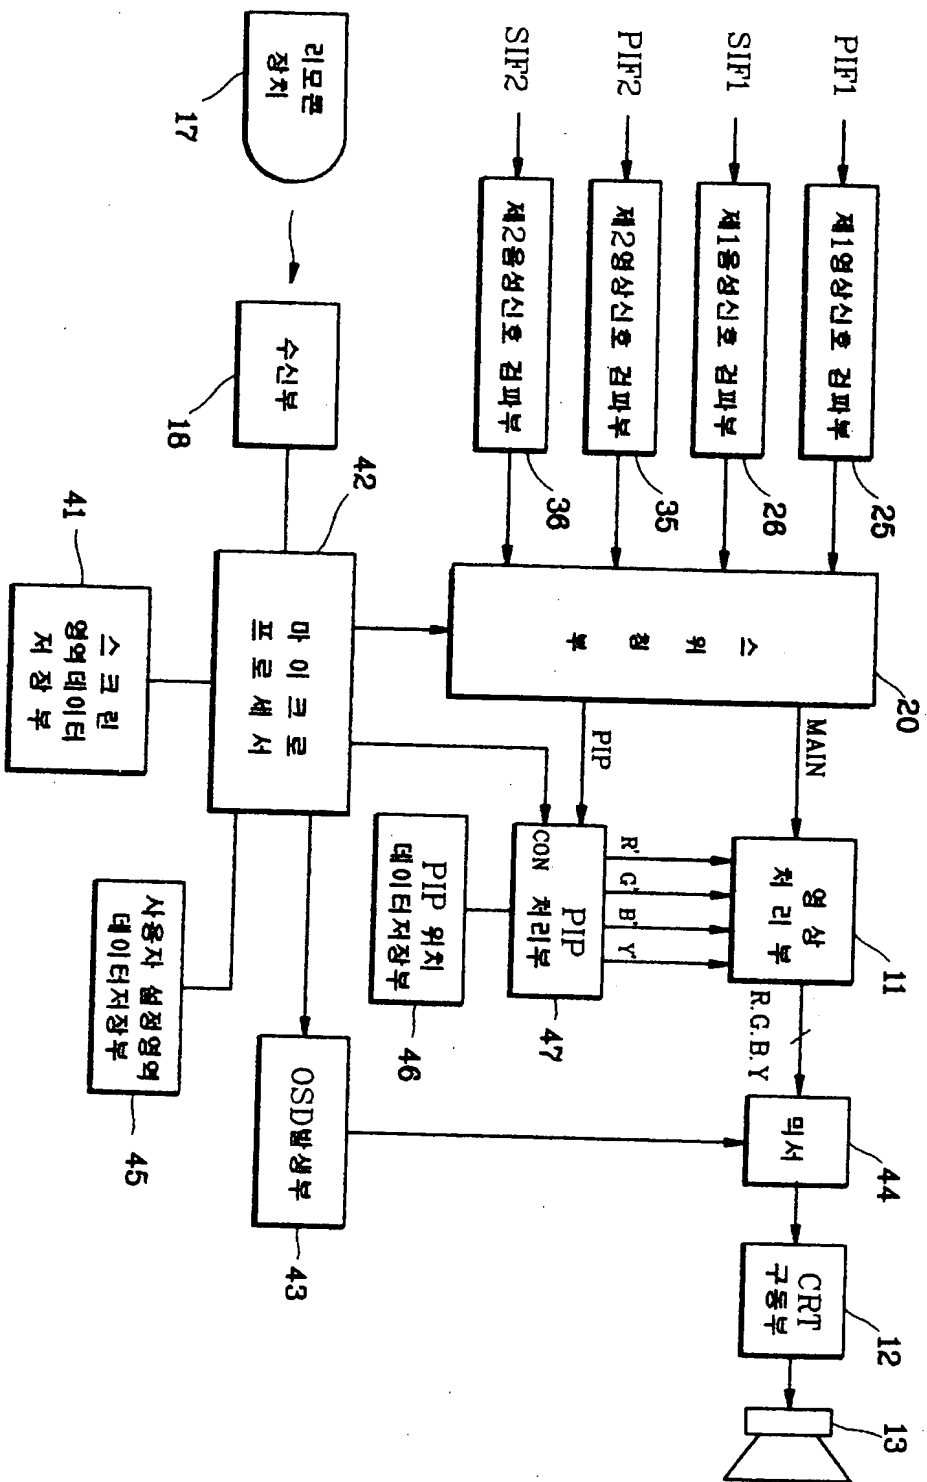 PIF1
제1영상신호 검파부
25
SIF1
제1음성신호 검파부
26
PIF2
제2영상신호 검파부
35
SIF2
제2음성신호 검파부
36
스위칭부
20
MAIN
PIP
영상
처리부
11
R'
G'
B'
Y'
R.G.B.Y
CON
PIP
처리부
47
믹서
44
CRT
구동부
12
13
리모콘
장치
17
수신부
18
마이크로
프로세서
42
PIP 위치
데이터저장부
46
OSD발생부
43
스크린
영역데이터
저장부
41
사용자 설정영역
데이터저장부
45